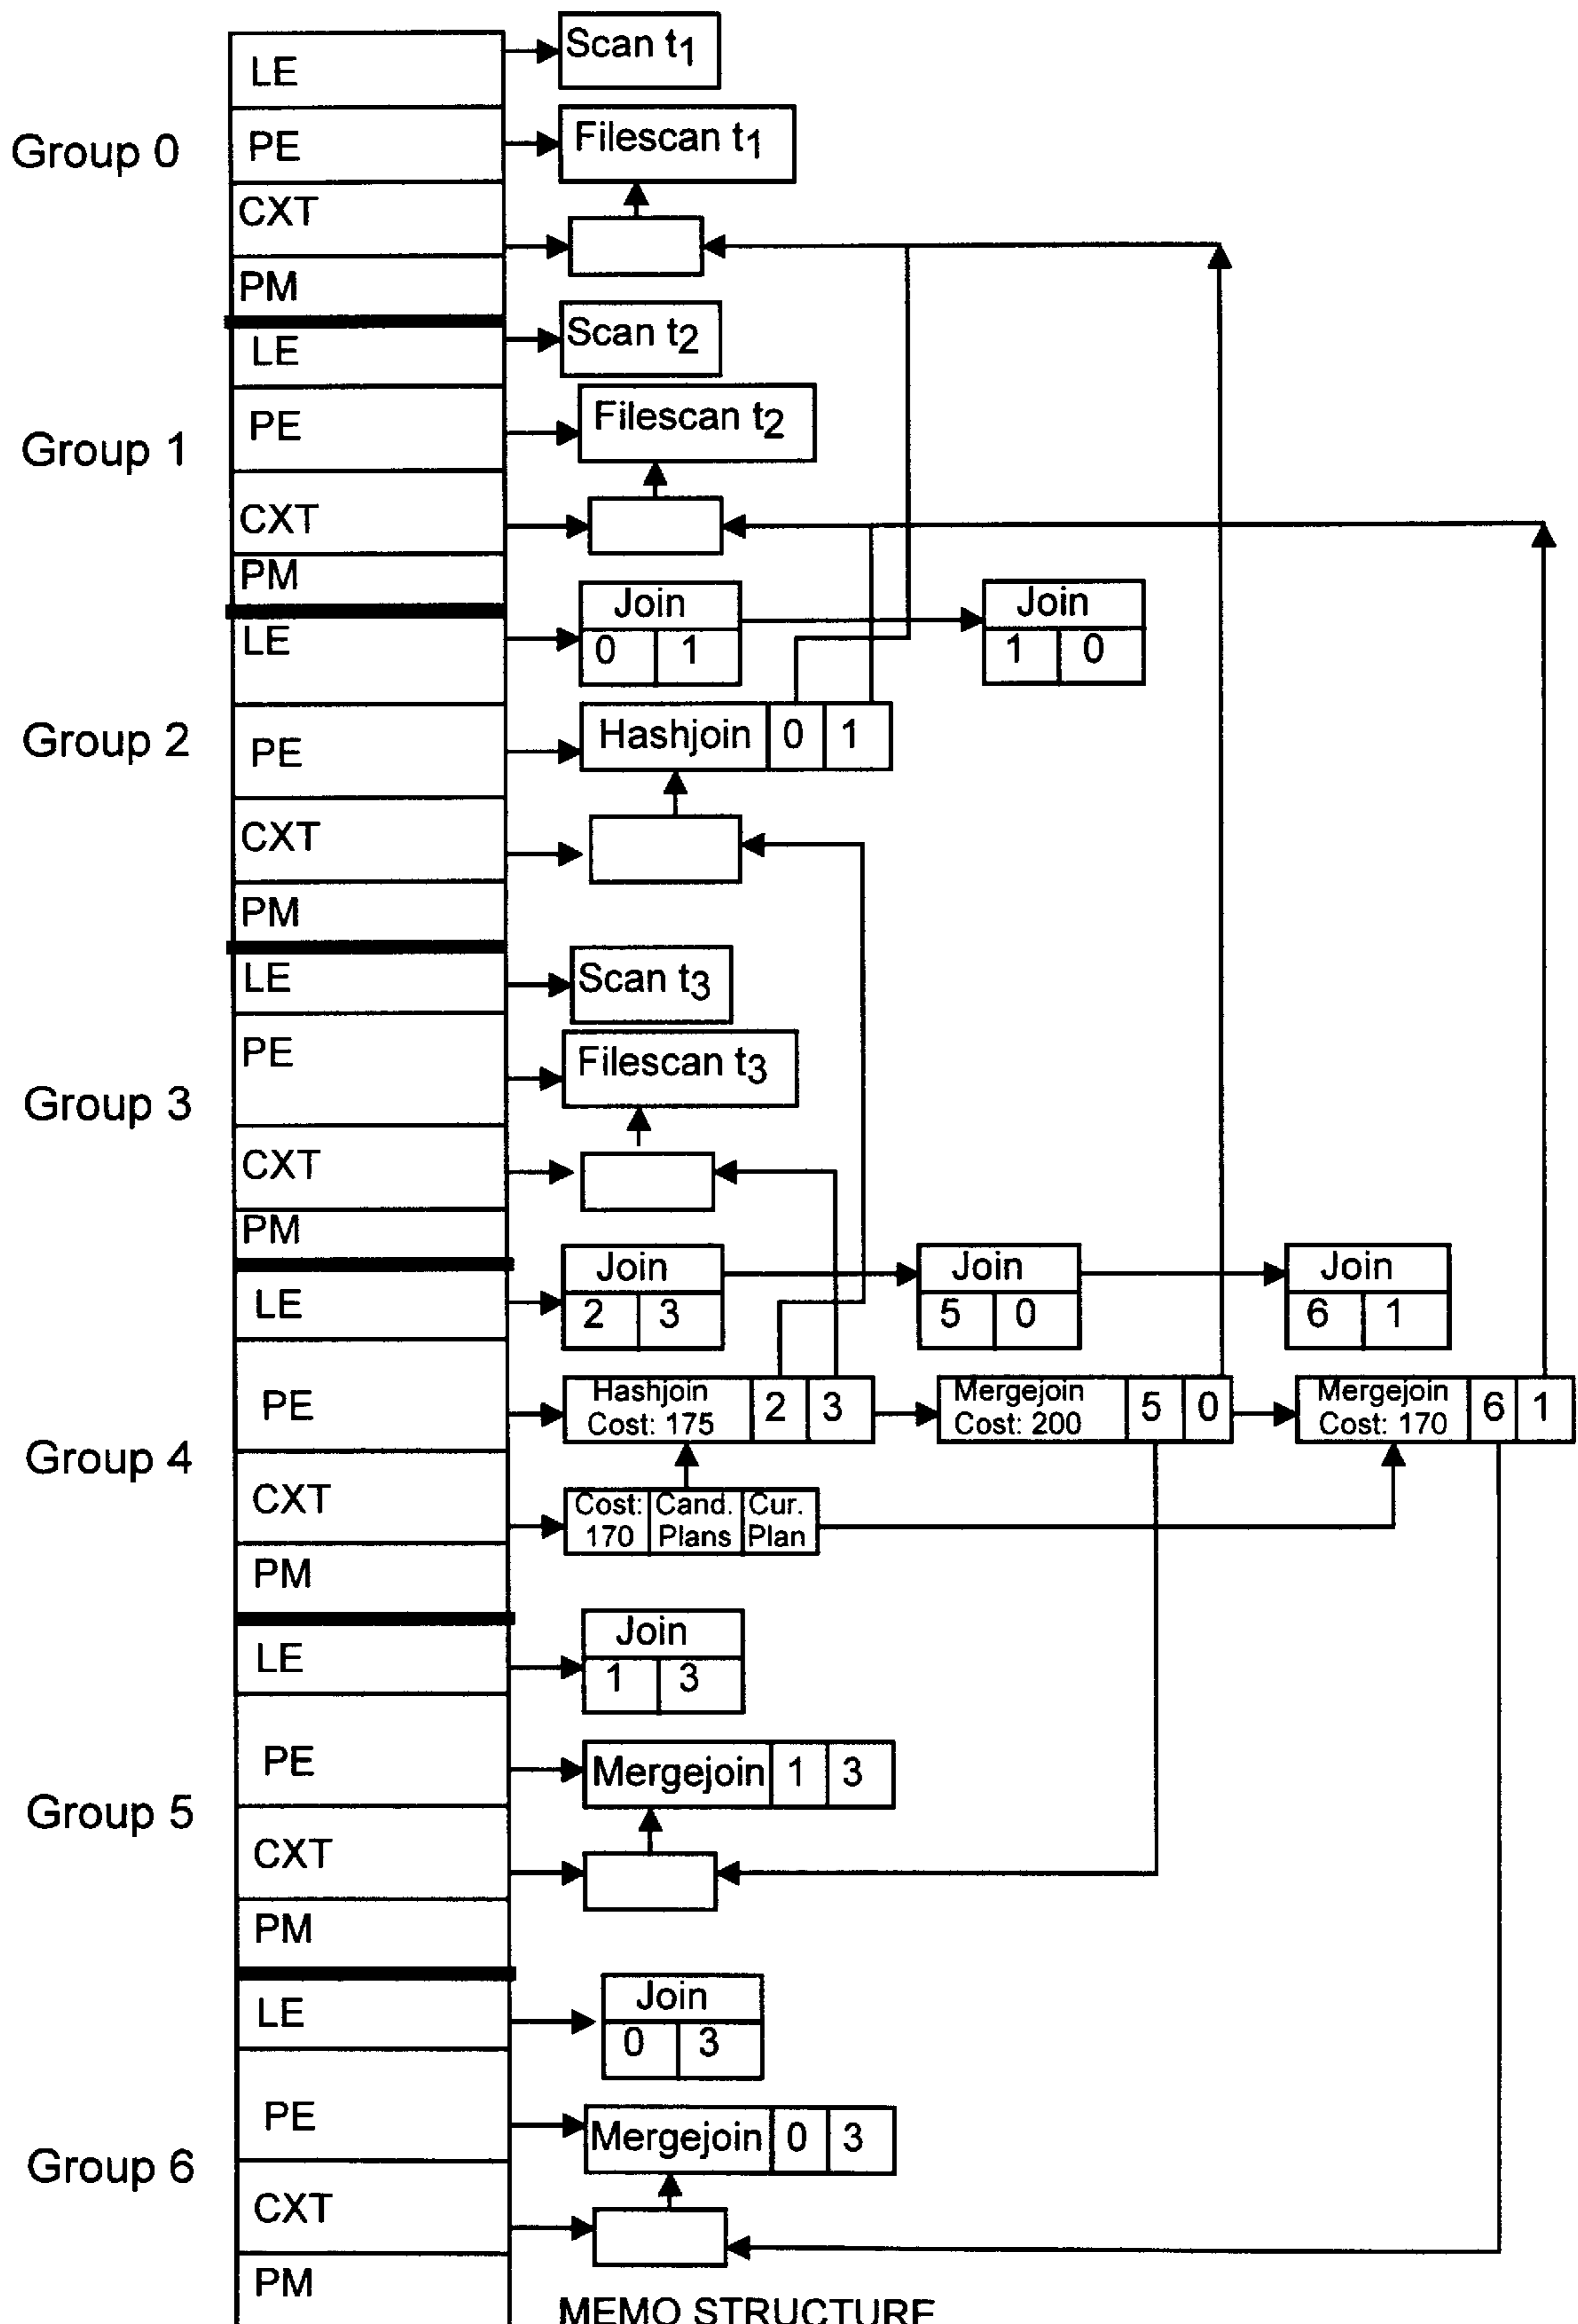 Scan t1
LE
Group 0
PE
Filescan t1
CXT
PM
Scan t2
LE
Group 1
PE
Filescan t2
CXT
PM
Join
0 1
Join
1 0
LE
Group 2
PE
Hashjoin 0 1
CXT
PM
LE
Scan t3
PE
Filescan t3
Group 3
CXT
PM
Join
2 3
Join
5 0
Join
6 1
LE
PE
Hashjoin
Cost: 175
2 3
Mergejoin
Cost: 200
5 0
Mergejoin
Cost: 170
6 1
Group 4
CXT
Cost:
170
Cand.
Plans
Cur.
Plan
PM
Join
1 3
LE
PE
Mergejoin 1 3
Group 5
CXT
PM
Join
0 3
LE
PE
Mergejoin 0 3
Group 6
CXT
PM
MEMO STRUCTURE